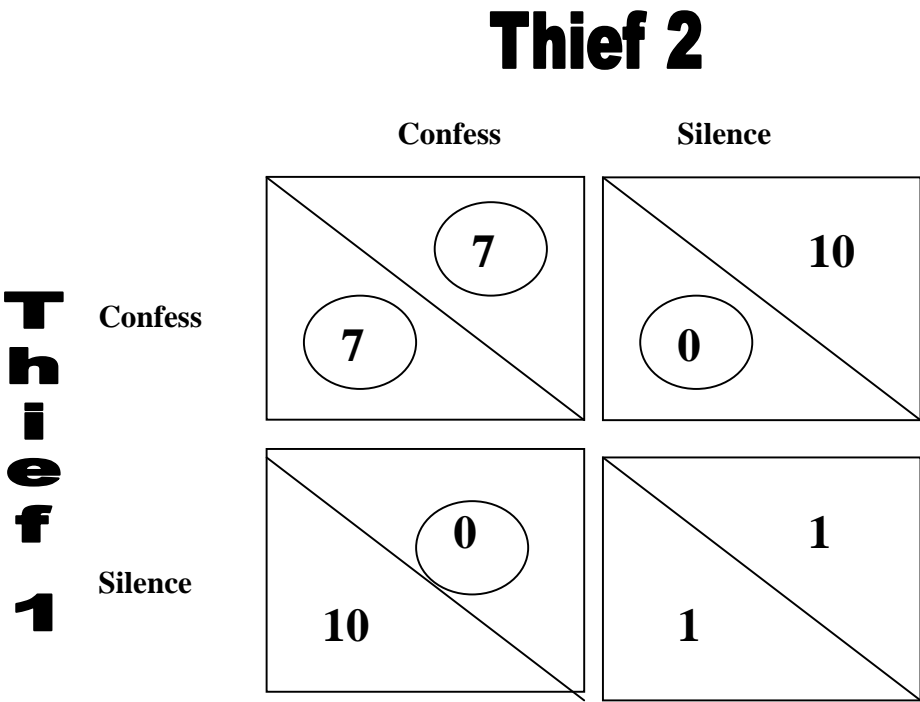 Thief 2
Confess Silence
7 10
Thief 1
Confess
7 0
0 1
Silence
10 1